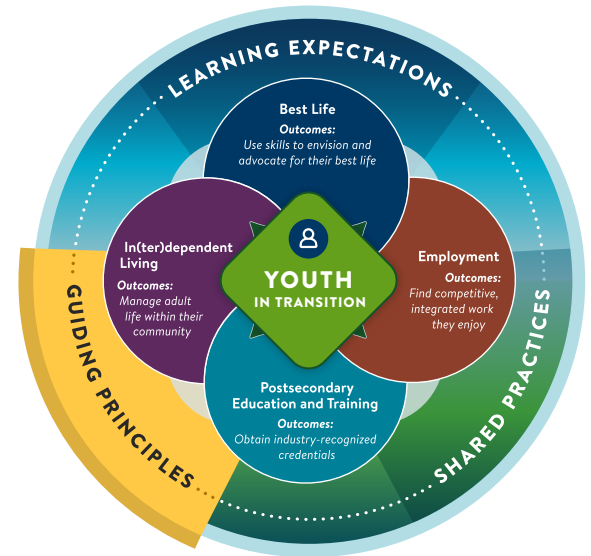 LEARNING EXPECTATIONS
Best Life
Outcomes:
Use skills to envision and
advocate for their best life
In(ter)dependent
Living
Outcomes:
Manage adult
life within their
community
YOUTH
IN TRANSITION
Employment
Outcomes:
Find competitive,
integrated work
they enjoy
Postsecondary
Education and Training
Outcomes:
Obtain industry-recognized
credentials
GUIDING PRINCIPLES
SHARED PRACTICES